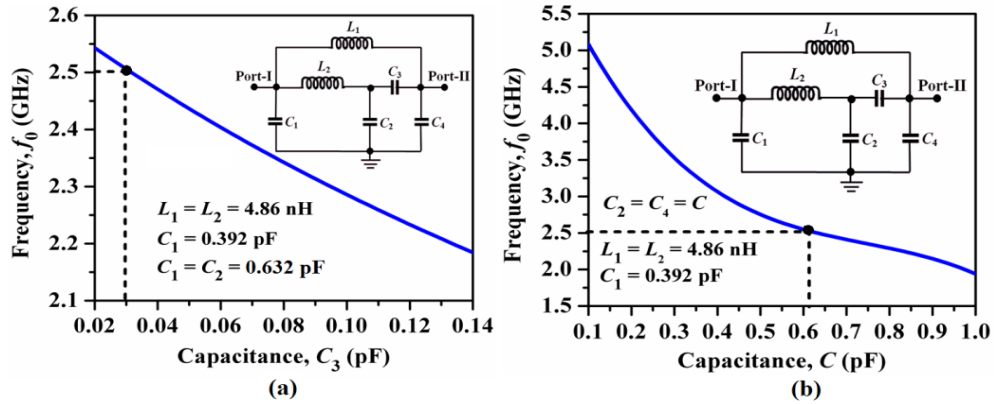 2.6
2.5
2.4
2.3
2.2
2.1
Frequency, f0 (GHz)
L1
Port-I
L2
C3
Port-II
C1
C2
C4
L1 = L2 = 4.86 nH
C1 = 0.392 pF
C1 = C2 = 0.632 pF
0.02 0.04 0.06 0.08 0.10 0.12 0.14
Capacitance, C3 (pF)
(a)
5.5
5.0
4.5
4.0
3.5
3.0
2.5
2.0
1.5
Frequency, f0 (GHz)
L1
Port-I
L2
C3
Port-II
C1
C2
C4
C2 = C4 = C
L1 = L2 = 4.86 nH
C1 = 0.392 pF
0.1 0.2 0.3 0.4 0.5 0.6 0.7 0.8 0.9 1.0
Capacitance, C (pF)
(b)